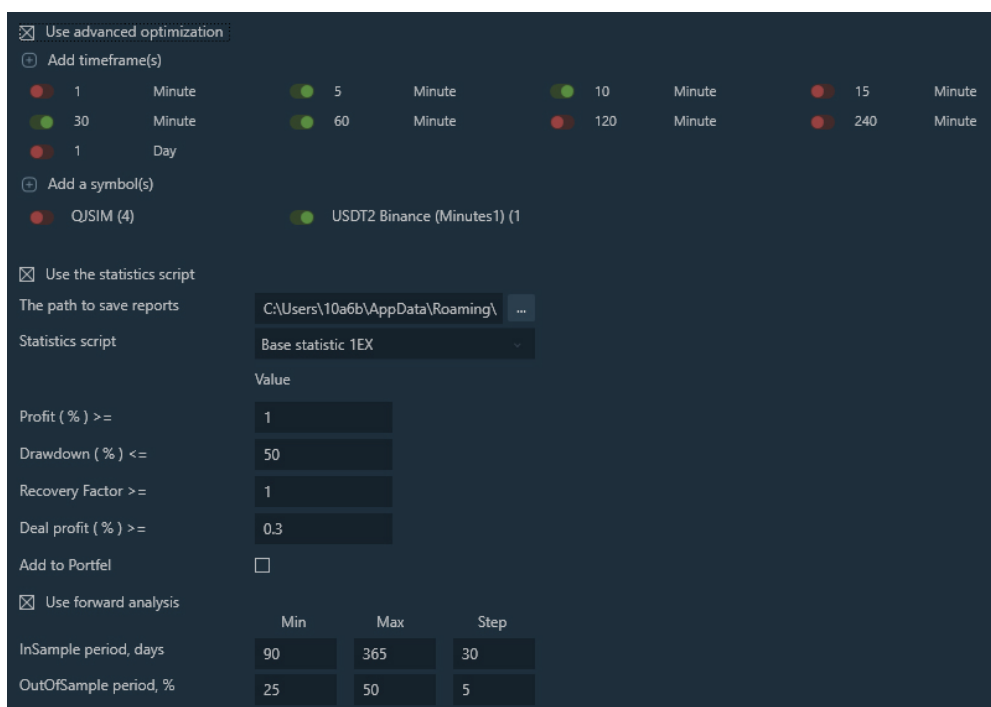 Use advanced optimization
Add timeframe(s)
1 Minute 5 Minute 10 Minute 15 Minute
30 Minute 60 Minute 120 Minute 240 Minute
1 Day
Add a symbol(s)
QJSIM (4) USDT2 Binance (Minutes1) (1
Use the statistics script
The path to save reports C:\Users\10a6b\AppData\Roaming\ ...
Statistics script Base statistic 1EX
Value
Profit ( % ) >= 1
Drawdown ( % ) <= 50
Recovery Factor >= 1
Deal profit ( % ) >= 0.3
Add to Portfel
Use forward analysis
Min Max Step
InSample period, days 90 365 30
OutOfSample period, % 25 50 5